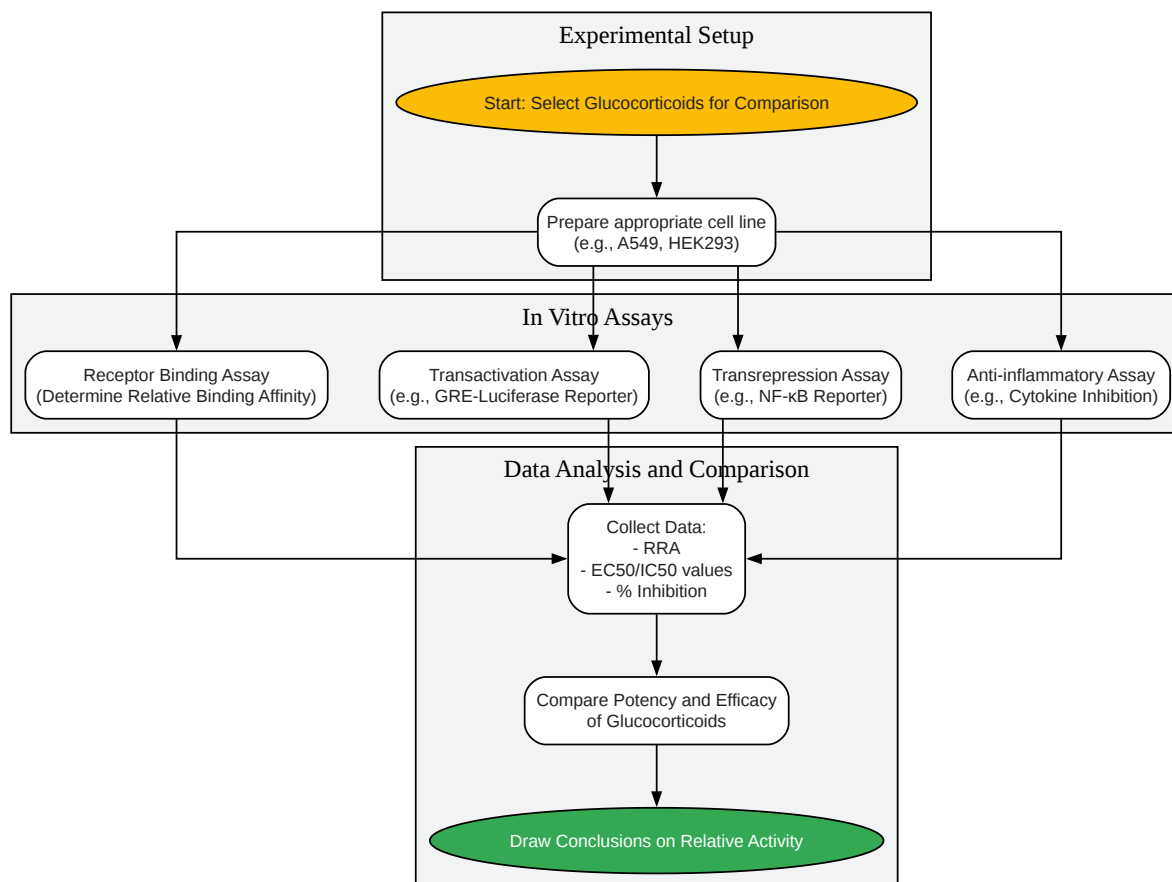 Experimental Setup
Start: Select Glucocorticoids for Comparison
Prepare appropriate cell line
(e.g., A549, HEK293)
In Vitro Assays
Receptor Binding Assay
(Determine Relative Binding Affinity)
Transactivation Assay
(e.g., GRE-Luciferase Reporter)
Transrepression Assay
(e.g., NF-κB Reporter)
Anti-inflammatory Assay
(e.g., Cytokine Inhibition)
Data Analysis and Comparison
Collect Data:
- RRA
- EC50/IC50 values
- % Inhibition
Compare Potency and Efficacy
of Glucocorticoids
Draw Conclusions on Relative Activity